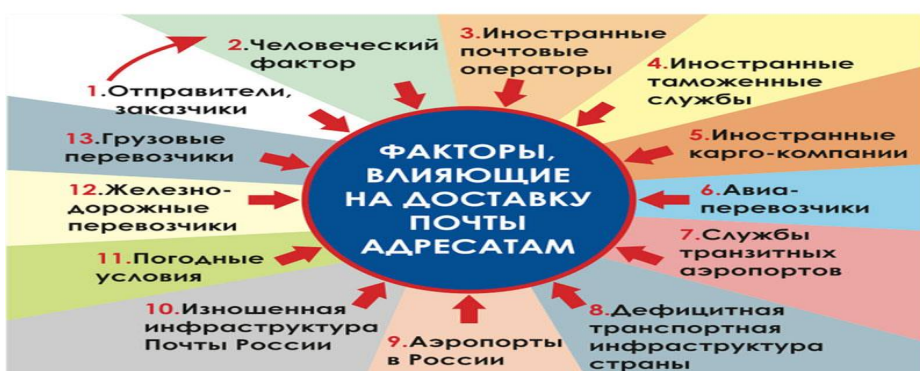 ФАКТОРЫ,
ВЛИЯЮЩИЕ
НА ДОСТАВКУ
ПОЧТЫ
АДРЕСАТАМ
1.Отправители,
заказчики
2.Человеческий
фактор
3.Иностранные
почтовые
операторы
4.Иностранные
таможенные
службы
5.Иностранные
карго-компании
6.Авиа-
перевозчики
7.Службы
транзитных
аэропортов
8.Дефицитная
транспортная
инфраструктура
страны
9.Аэропорты
в России
10.Изношенная
инфраструктура
Почты России
11.Погодные
условия
12.Железно-
дорожные
перевозчики
13.Грузовые
перевозчики